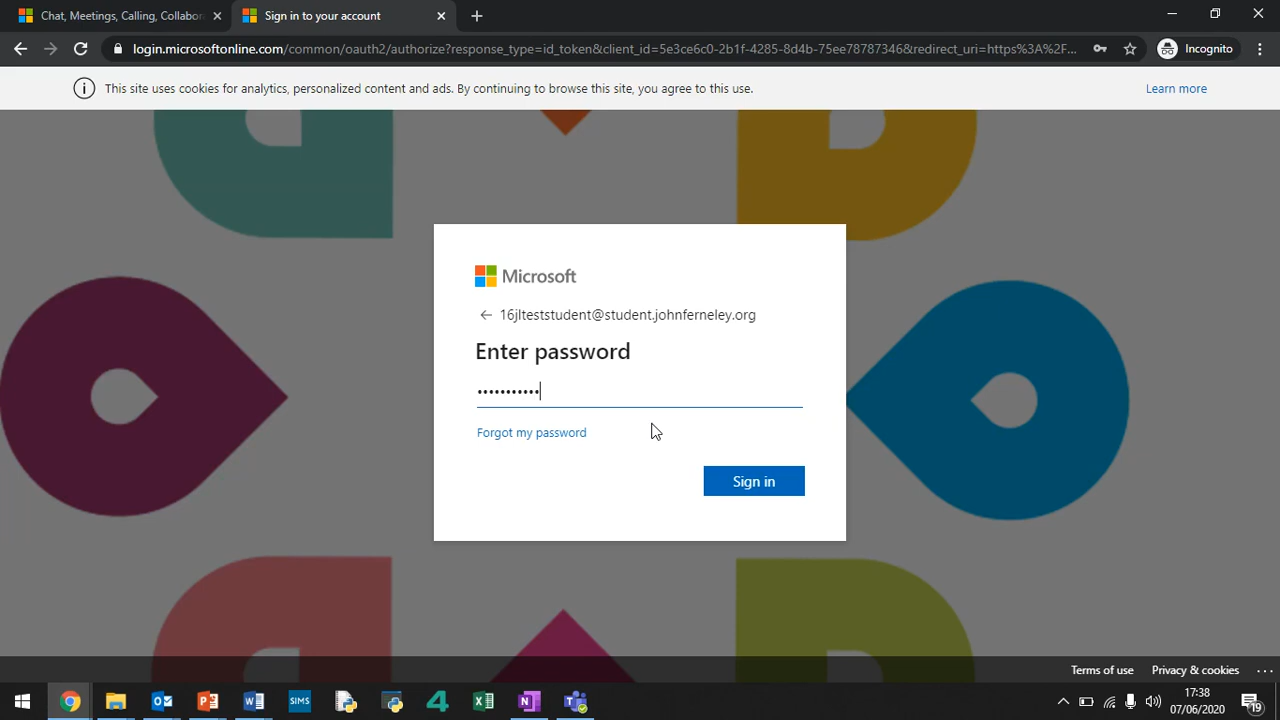 Chat, Meetings, Calling, Collabor
Sign in to your account
login.microsoftonline.com/common/oauth2/authorize?response_type=id_token&client_id=5e3ce6c0-2b1f-4285-8d4b-75ee78787346&redirect_uri=https%3A%2F...
Incognito
This site uses cookies for analytics, personalized content and ads. By continuing to browse this site, you agree to this use.
Learn more
Microsoft
16jlteststudent@student.johnferneley.org
Enter password
•••••••••••
Forgot my password
Sign in
Terms of use
Privacy & cookies
...
SIMS
17:38
07/06/2020
19